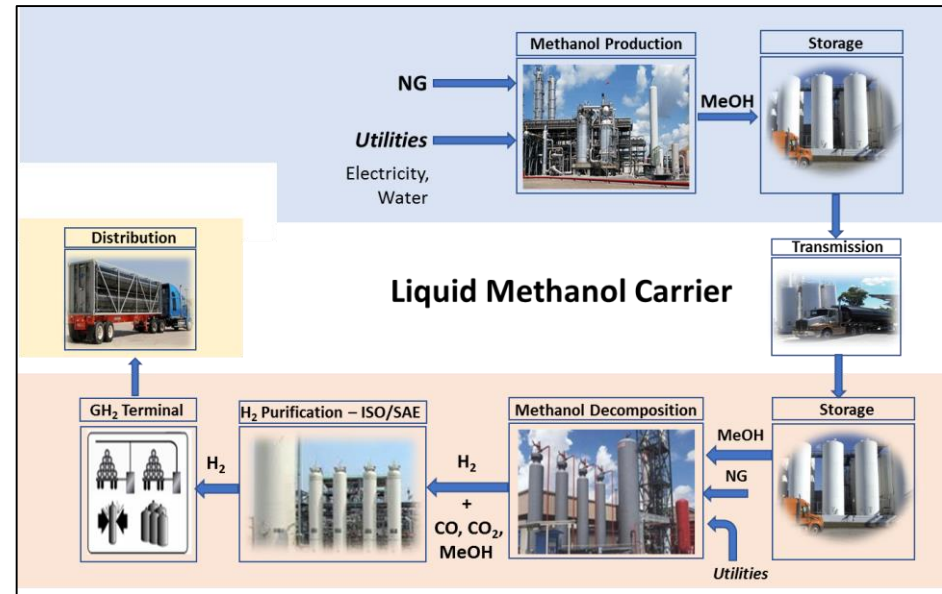 Methanol Production
Storage
NG
MeOH
Utilities
Electricity,
Water
Distribution
Transmission
Liquid Methanol Carrier
GH₂ Terminal
H₂ Purification – ISO/SAE
Methanol Decomposition
Storage
MeOH
H₂
H₂
NG
+
CO, CO₂,
MeOH
Utilities